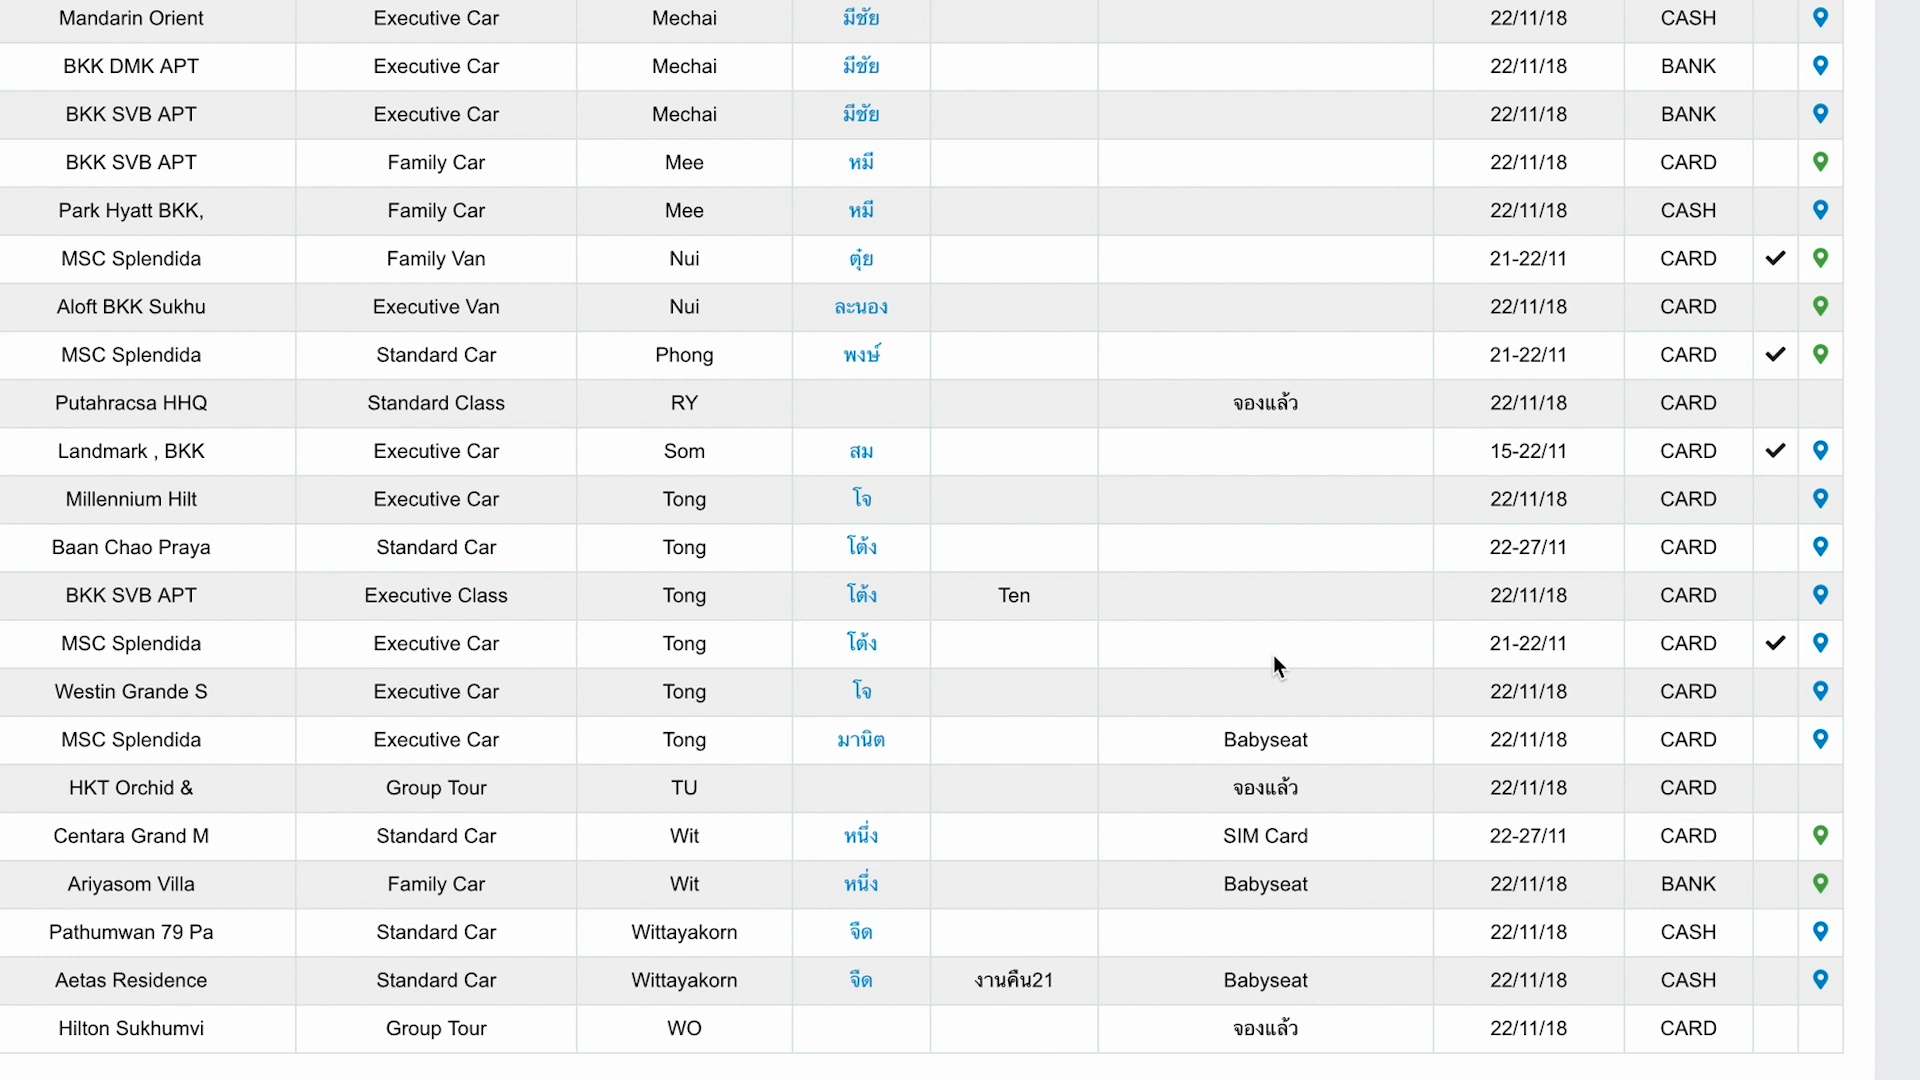 Mandarin Orient Executive Car Mechai มีชัย 22/11/18 CASH
BKK DMK APT Executive Car Mechai มีชัย 22/11/18 BANK
BKK SVB APT Executive Car Mechai มีชัย 22/11/18 BANK
BKK SVB APT Family Car Mee หมี 22/11/18 CARD
Park Hyatt BKK, Family Car Mee หมี 22/11/18 CASH
MSC Splendida Family Van Nui ตุ๋ย 21-22/11 CARD
Aloft BKK Sukhu Executive Van Nui ละนอง 22/11/18 CARD
MSC Splendida Standard Car Phong พงษ์ 21-22/11 CARD
Putahracsa HHQ Standard Class RY จองแล้ว 22/11/18 CARD
Landmark , BKK Executive Car Som สม 15-22/11 CARD
Millennium Hilt Executive Car Tong โจ 22/11/18 CARD
Baan Chao Praya Standard Car Tong โต้ง 22-27/11 CARD
BKK SVB APT Executive Class Tong โต้ง Ten 22/11/18 CARD
MSC Splendida Executive Car Tong โต้ง 21-22/11 CARD
Westin Grande S Executive Car Tong โจ 22/11/18 CARD
MSC Splendida Executive Car Tong มานิต Babyseat 22/11/18 CARD
HKT Orchid & Group Tour TU จองแล้ว 22/11/18 CARD
Centara Grand M Standard Car Wit หนึ่ง SIM Card 22-27/11 CARD
Ariyasom Villa Family Car Wit หนึ่ง Babyseat 22/11/18 BANK
Pathumwan 79 Pa Standard Car Wittayakorn จืด 22/11/18 CASH
Aetas Residence Standard Car Wittayakorn จืด งานคืน21 Babyseat 22/11/18 CASH
Hilton Sukhumvi Group Tour WO จองแล้ว 22/11/18 CARD